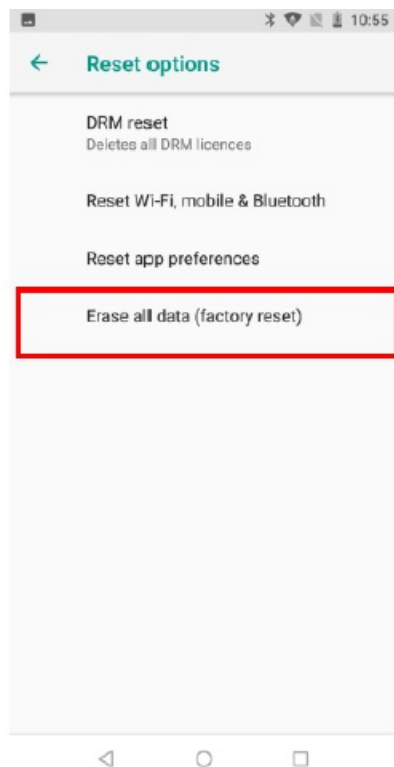 10:55
Reset options
DRM reset
Deletes all DRM licences
Reset Wi-Fi, mobile & Bluetooth
Reset app preferences
Erase all data (factory reset)